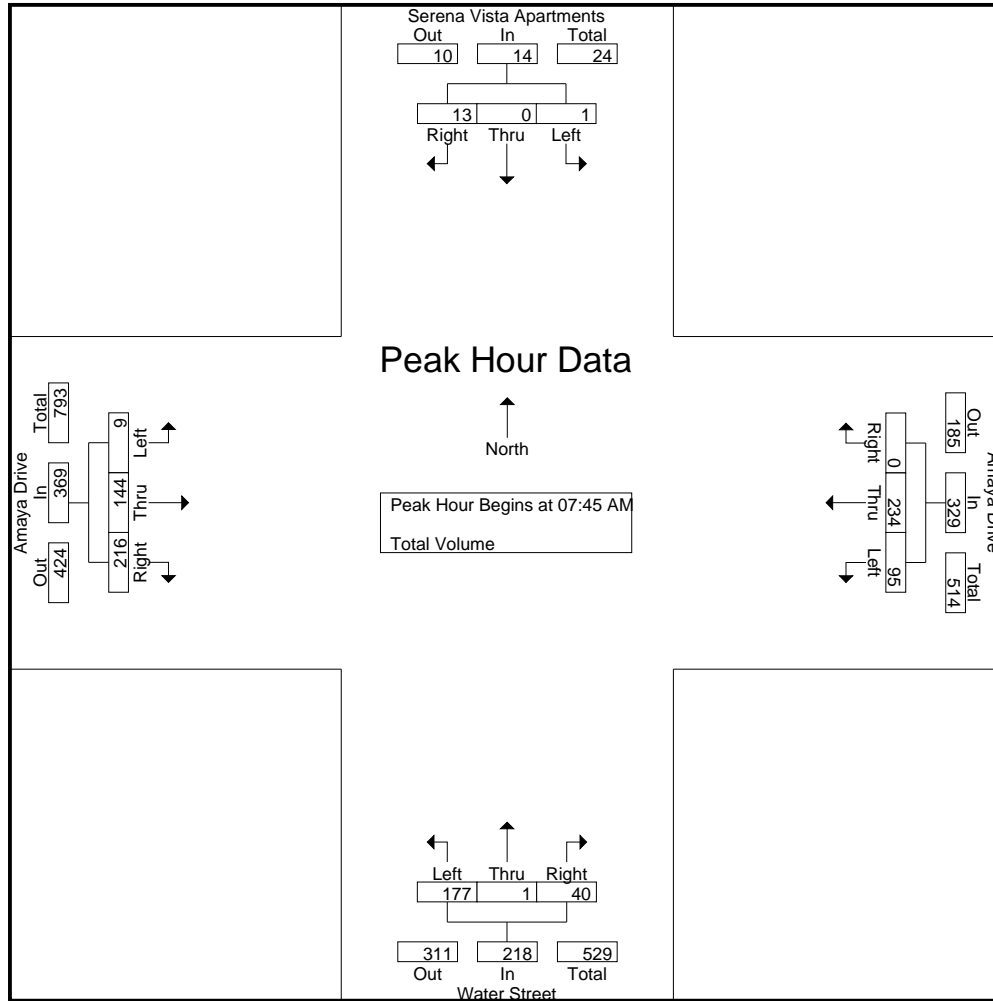 Serena Vista Apartments
Out In Total
10 14 24
13 0 1
Right Thru Left
Peak Hour Data
North
Peak Hour Begins at 07:45 AM
Total Volume
Amaya Drive
Out In Total
424 369 793
9 144 216
Left Thru Right
Amaya Drive
Out In Total
185 329 514
0 234 95
Right Thru Left
Left Thru Right
177 1 40
311 218 529
Out In Total
Water Street